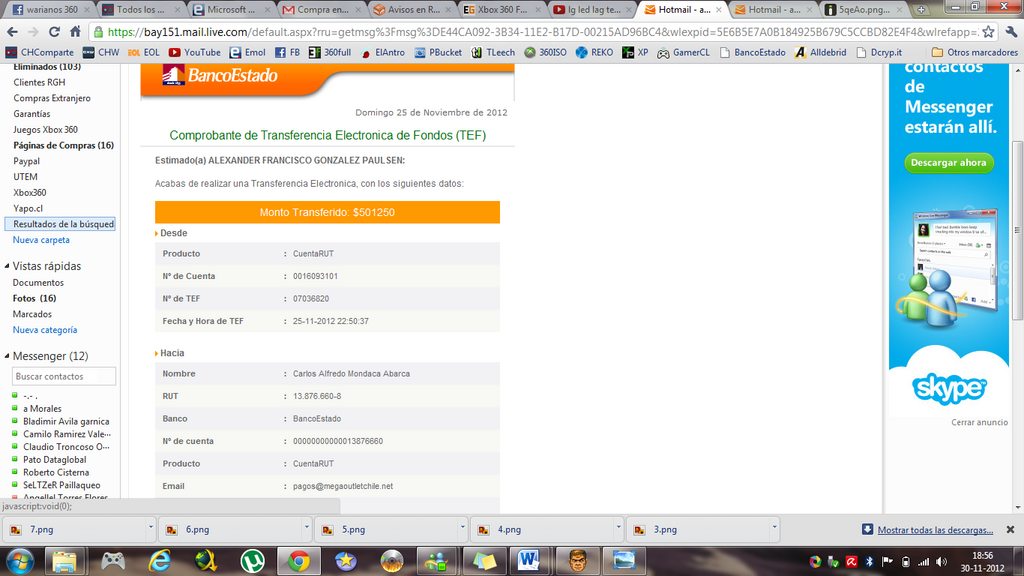 warianos 360
Todos los ...
Microsoft ...
Compra en...
Avisos en R...
Xbox 360 F...
lg led lag te...
Hotmail - a...
Hotmail - a...
5qeAo.png...
https://bay151.mail.live.com/default.aspx?rru=getmsg%3Fmsg%3DE44CA092-3B34-11E2-B17D-00215AD96BC4&wlexpid=5E6B5E7A0B184925B679C5CCBD82E4F4&wlrefapp=...
CHComparte
CHW
EOL
YouTube
Emol
FB
360full
ElAntro
PBucket
TLeech
360ISO
REKO
XP
GamerCL
BancoEstado
Alldebrid
Dcryp.it
Otros marcadores
Eliminados (103)
Clientes RGH
Compras Extranjero
Garantías
Juegos Xbox 360
Páginas de Compras (16)
Paypal
UTEM
Xbox360
Yapo.cl
Resultados de la búsqued
Nueva carpeta
Vistas rápidas
Documentos
Fotos (16)
Marcados
Nueva categoría
Messenger (12)
Buscar contactos
-.- .
a Morales
Bladimir Avila garnica
Camilo Ramirez Vale···
Claudio Troncoso O···
Pato Dataglobal
Roberto Cisterna
SeLTZeR Paillaqueo
Angellel Torres Flores
javascript:void(0);
BancoEstado
Domingo 25 de Noviembre de 2012
Comprobante de Transferencia Electronica de Fondos (TEF)
Estimado(a) ALEXANDER FRANCISCO GONZALEZ PAULSEN:
Acabas de realizar una Transferencia Electronica, con los siguientes datos:
Monto Transferido: $501250
Desde
Producto : CuentaRUT
Nº de Cuenta : 0016093101
Nº de TEF : 07036820
Fecha y Hora de TEF : 25-11-2012 22:50:37
Hacia
Nombre : Carlos Alfredo Mondaca Abarca
RUT : 13.876.660-8
Banco : BancoEstado
Nº de cuenta : 00000000000013876660
Producto : CuentaRUT
Email : pagos@megaoutletchile.net
contactos
de
Messenger
estarán allí.
Descargar ahora
skype
Cerrar anuncio
7.png
6.png
5.png
4.png
3.png
Mostrar todas las descargas...
18:56
30-11-2012